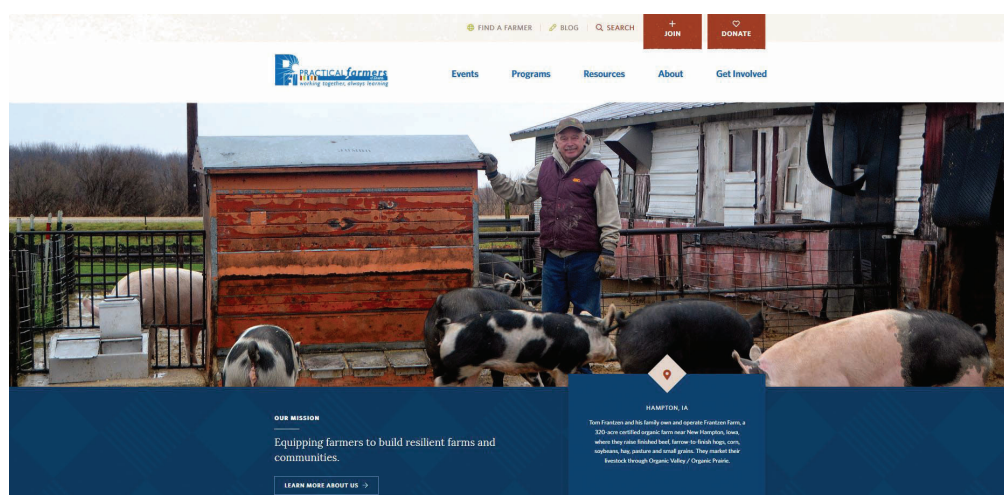 FIND A FARMER
BLOG
SEARCH
JOIN
DONATE
PFI PRACTICAL farmers
working together, always learning
Events
Programs
Resources
About
Get Involved
OUR MISSION
Equipping farmers to build resilient farms and
communities.
LEARN MORE ABOUT US →
HAMPTON, IA
Tom Frantzen and his family own and operate Frantzen Farm, a
320-acre certified organic farm near New Hampton, Iowa,
where they raise finished beef, farrow-to-finish hogs, corn,
soybeans, hay, pasture and small grains. They market their
livestock through Organic Valley / Organic Prairie.